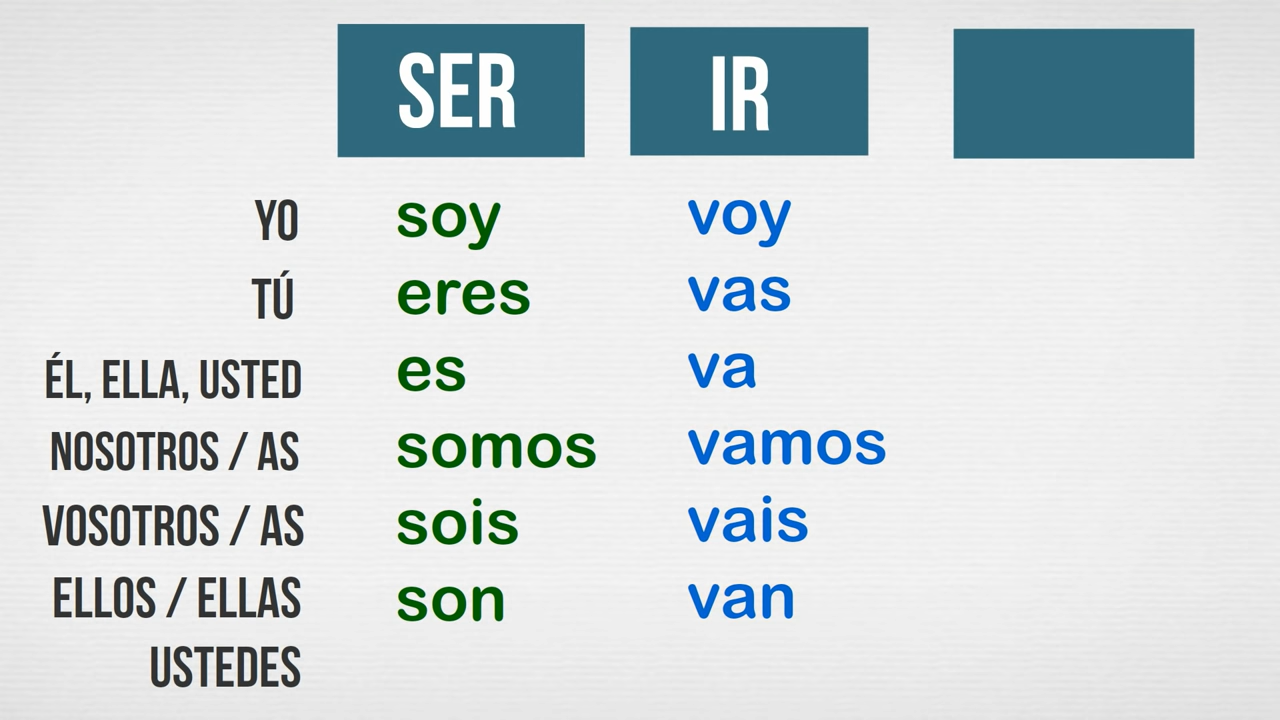 SER IR
YO soy voy
TÚ eres vas
ÉL, ELLA, USTED es va
NOSOTROS / AS somos vamos
VOSOTROS / AS sois vais
ELLOS / ELLAS son van
USTEDES